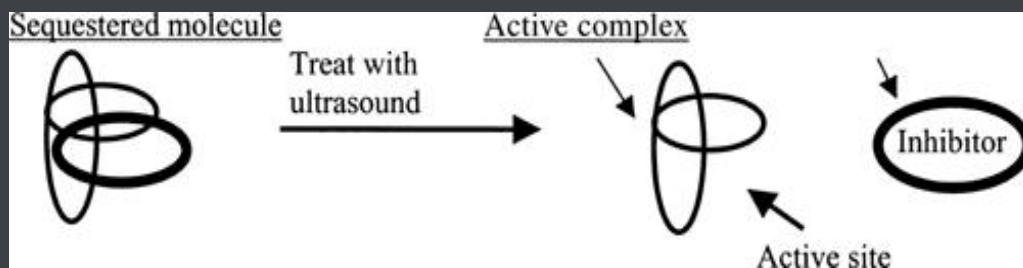 Sequestered molecule
Active complex
Treat with
ultrasound
Inhibitor
Active site